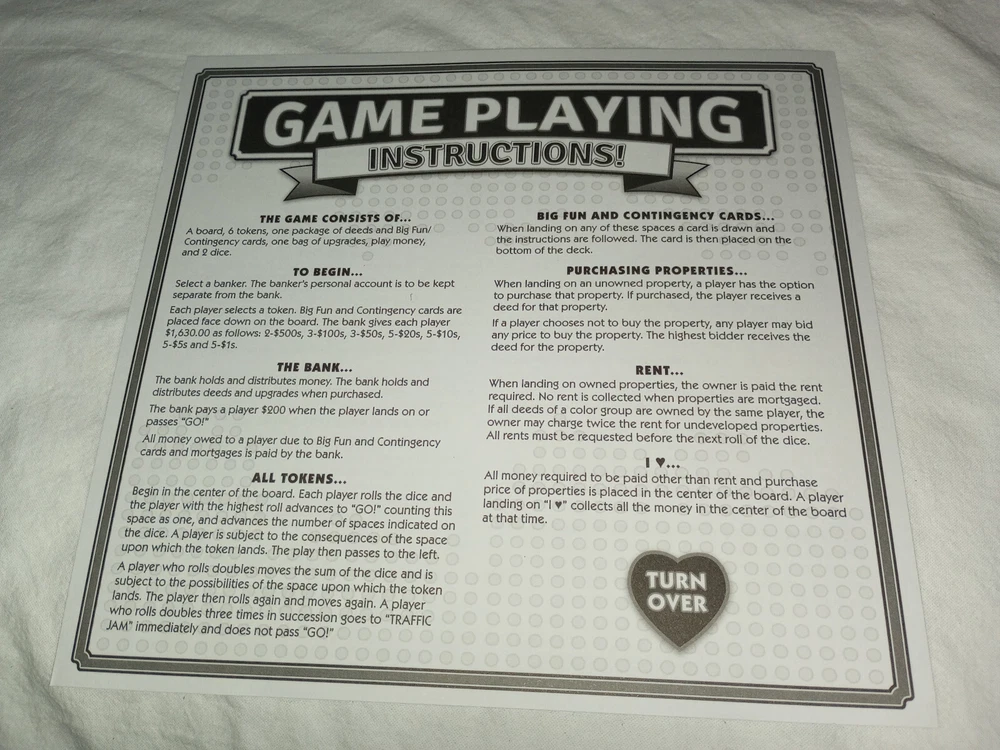 GAME PLAYING
INSTRUCTIONS!
THE GAME CONSISTS OF...
A board, 6 tokens, one package of deeds and Big Fun/
Contingency cards, one bag of upgrades, play money,
and 2 dice.
TO BEGIN...
Select a banker. The banker's personal account is to be kept
separate from the bank.
Each player selects a token. Big Fun and Contingency cards are
placed face down on the board. The bank gives each player
$1,630.00 as follows: 2-$500s, 3-$100s, 3-$50s, 5-$20s, 5-$10s,
5-$5s and 5-$1s.
THE BANK...
The bank holds and distributes money. The bank holds and
distributes deeds and upgrades when purchased.
The bank pays a player $200 when the player lands on or
passes "GO!"
All money owed to a player due to Big Fun and Contingency
cards and mortgages is paid by the bank.
ALL TOKENS...
Begin in the center of the board. Each player rolls the dice and
the player with the highest roll advances to "GO!" counting this
space as one, and advances the number of spaces indicated on
the dice. A player is subject to the consequences of the space
upon which the token lands. The play then passes to the left.
A player who rolls doubles moves the sum of the dice and is
subject to the possibilities of the space upon which the token
lands. The player then rolls again and moves again. A player
who rolls doubles three times in succession goes to "TRAFFIC
JAM" immediately and does not pass "GO!"
BIG FUN AND CONTINGENCY CARDS...
When landing on any of these spaces a card is drawn and
the instructions are followed. The card is then placed on the
bottom of the deck.
PURCHASING PROPERTIES...
When landing on an unowned property, a player has the option
to purchase that property. If purchased, the player receives a
deed for that property.
If a player chooses not to buy the property, any player may bid
any price to buy the property. The highest bidder receives the
deed for the property.
RENT...
When landing on owned properties, the owner is paid the rent
required. No rent is collected when properties are mortgaged.
If all deeds of a color group are owned by the same player, the
owner may charge twice the rent for undeveloped properties.
All rents must be requested before the next roll of the dice.
I ♥...
All money required to be paid other than rent and purchase
price of properties is placed in the center of the board. A player
landing on "I ♥" collects all the money in the center of the board
at that time.
TURN
OVER